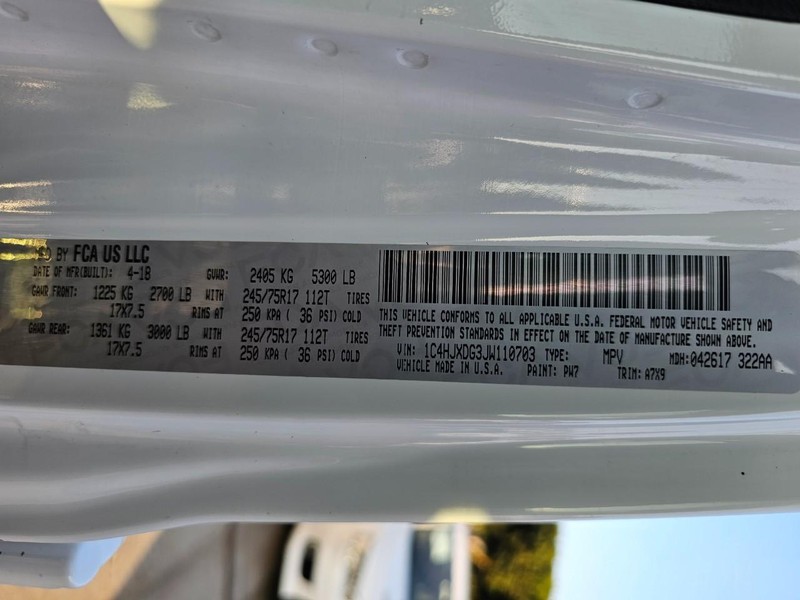 BY FCA US LLC
DATE OF MFR(BUILT): 4-18 GVWR: 2405 KG 5300 LB
GAWR FRONT: 1225 KG 2700 LB WITH 245/75R17 112T TIRES
17X7.5 RIMS AT 250 KPA ( 36 PSI) COLD
GAWR REAR: 1361 KG 3000 LB WITH 245/75R17 112T TIRES
17X7.5 RIMS AT 250 KPA ( 36 PSI) COLD
THIS VEHICLE CONFORMS TO ALL APPLICABLE U.S.A. FEDERAL MOTOR VEHICLE SAFETY AND
THEFT PREVENTION STANDARDS IN EFFECT ON THE DATE OF MANUFACTURE SHOWN ABOVE.
VIN: 1C4HJXDG3JW110703 TYPE: MPV MDH: 042617 322AA
VEHICLE MADE IN U.S.A. PAINT: PW7 TRIM: A7X9